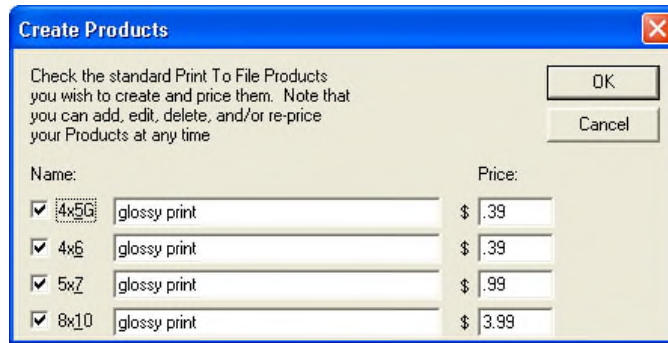 Create Products
Check the standard Print To File Products
you wish to create and price them. Note that
you can add, edit, delete, and/or re-price
your Products at any time
OK
Cancel
Name: Price:
4x5G glossy print $ .39
4x6 glossy print $ .39
5x7 glossy print $ .99
8x10 glossy print $ 3.99